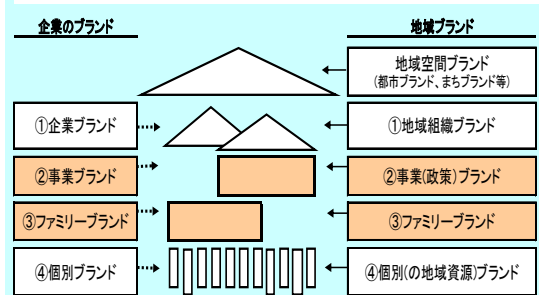 企業のブランド
地域ブランド
地域空間ブランド
(都市ブランド、まちブランド等)
①企業ブランド
①地域組織ブランド
②事業ブランド
②事業(政策)ブランド
③ファミリーブランド
③ファミリーブランド
④個別ブランド
④個別(の地域資源)ブランド